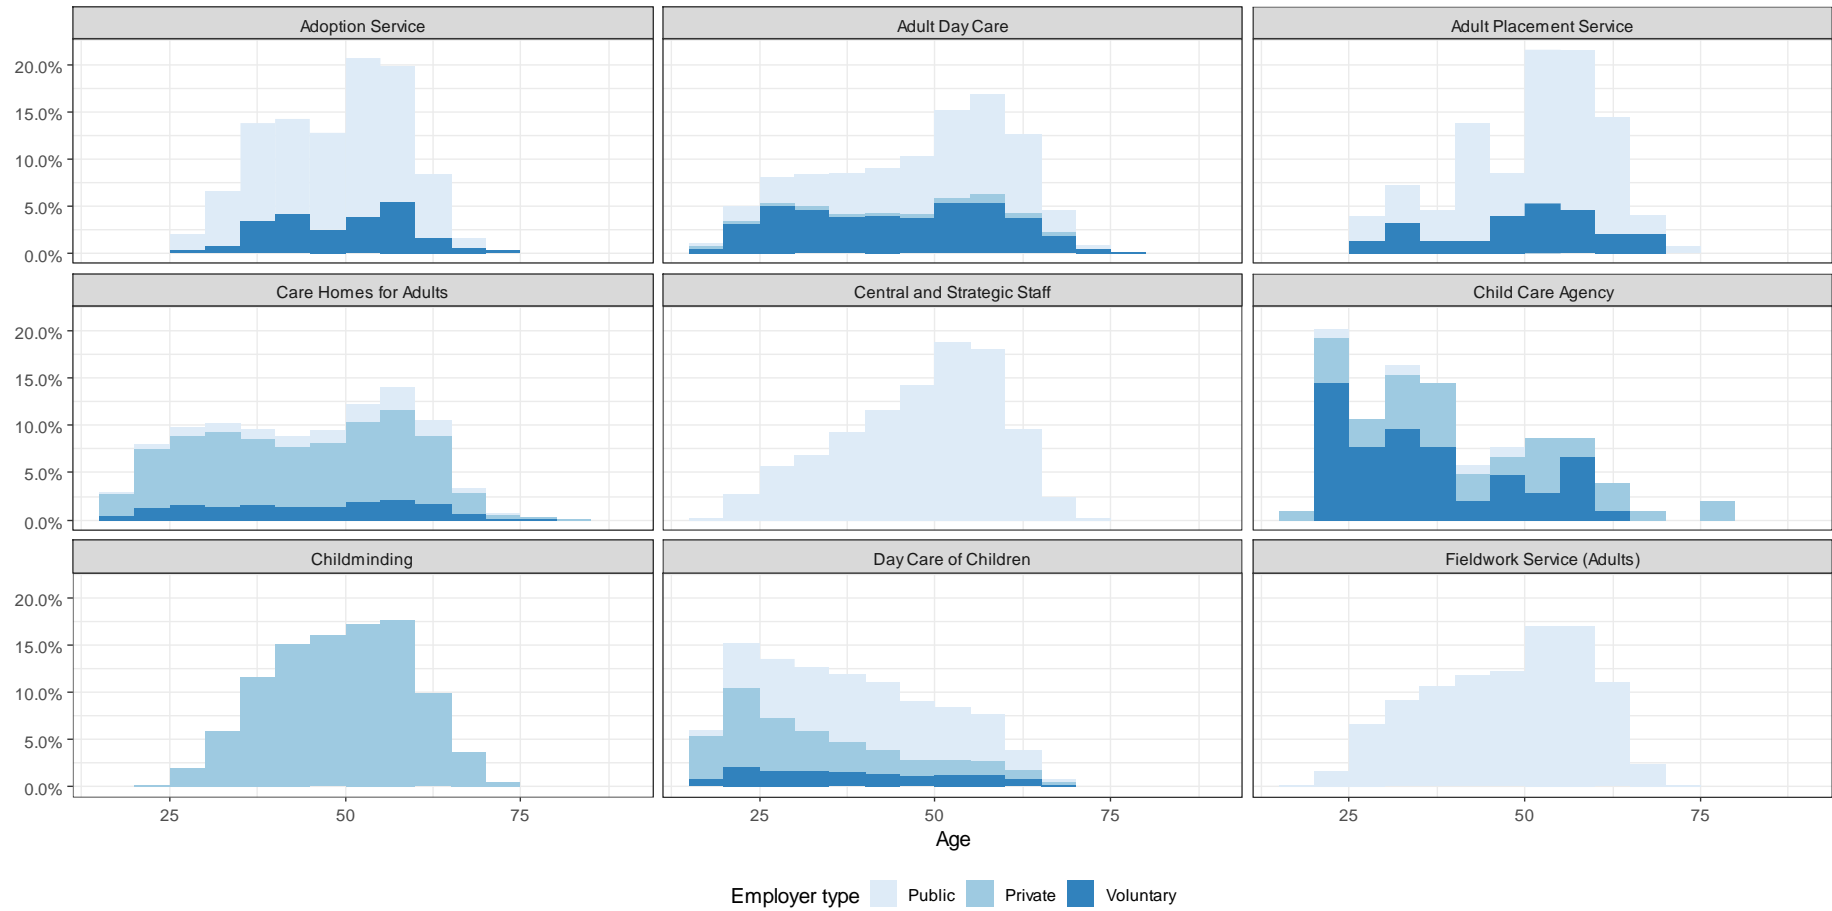 Adoption Service
Adult Day Care
Adult Placement Service
20.0%
15.0%
10.0%
5.0%
0.0%
Care Homes for Adults
Central and Strategic Staff
Child Care Agency
20.0%
15.0%
10.0%
5.0%
0.0%
Childminding
Day Care of Children
Fieldwork Service (Adults)
20.0%
15.0%
10.0%
5.0%
0.0%
25 50 75
25 50 75
25 50 75
Age
Employer type Public Private Voluntary